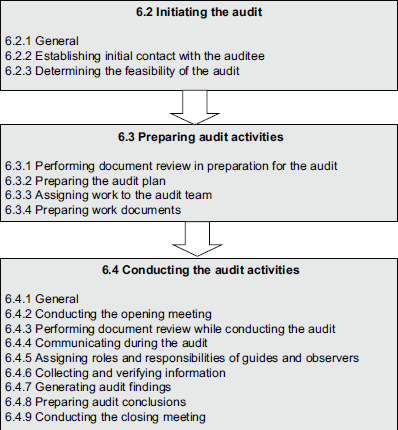 6.2 Initiating the audit
6.2.1 General
6.2.2 Establishing initial contact with the auditee
6.2.3 Determining the feasibility of the audit
6.3 Preparing audit activities
6.3.1 Performing document review in preparation for the audit
6.3.2 Preparing the audit plan
6.3.3 Assigning work to the audit team
6.3.4 Preparing work documents
6.4 Conducting the audit activities
6.4.1 General
6.4.2 Conducting the opening meeting
6.4.3 Performing document review while conducting the audit
6.4.4 Communicating during the audit
6.4.5 Assigning roles and responsibilities of guides and observers
6.4.6 Collecting and verifying information
6.4.7 Generating audit findings
6.4.8 Preparing audit conclusions
6.4.9 Conducting the closing meeting